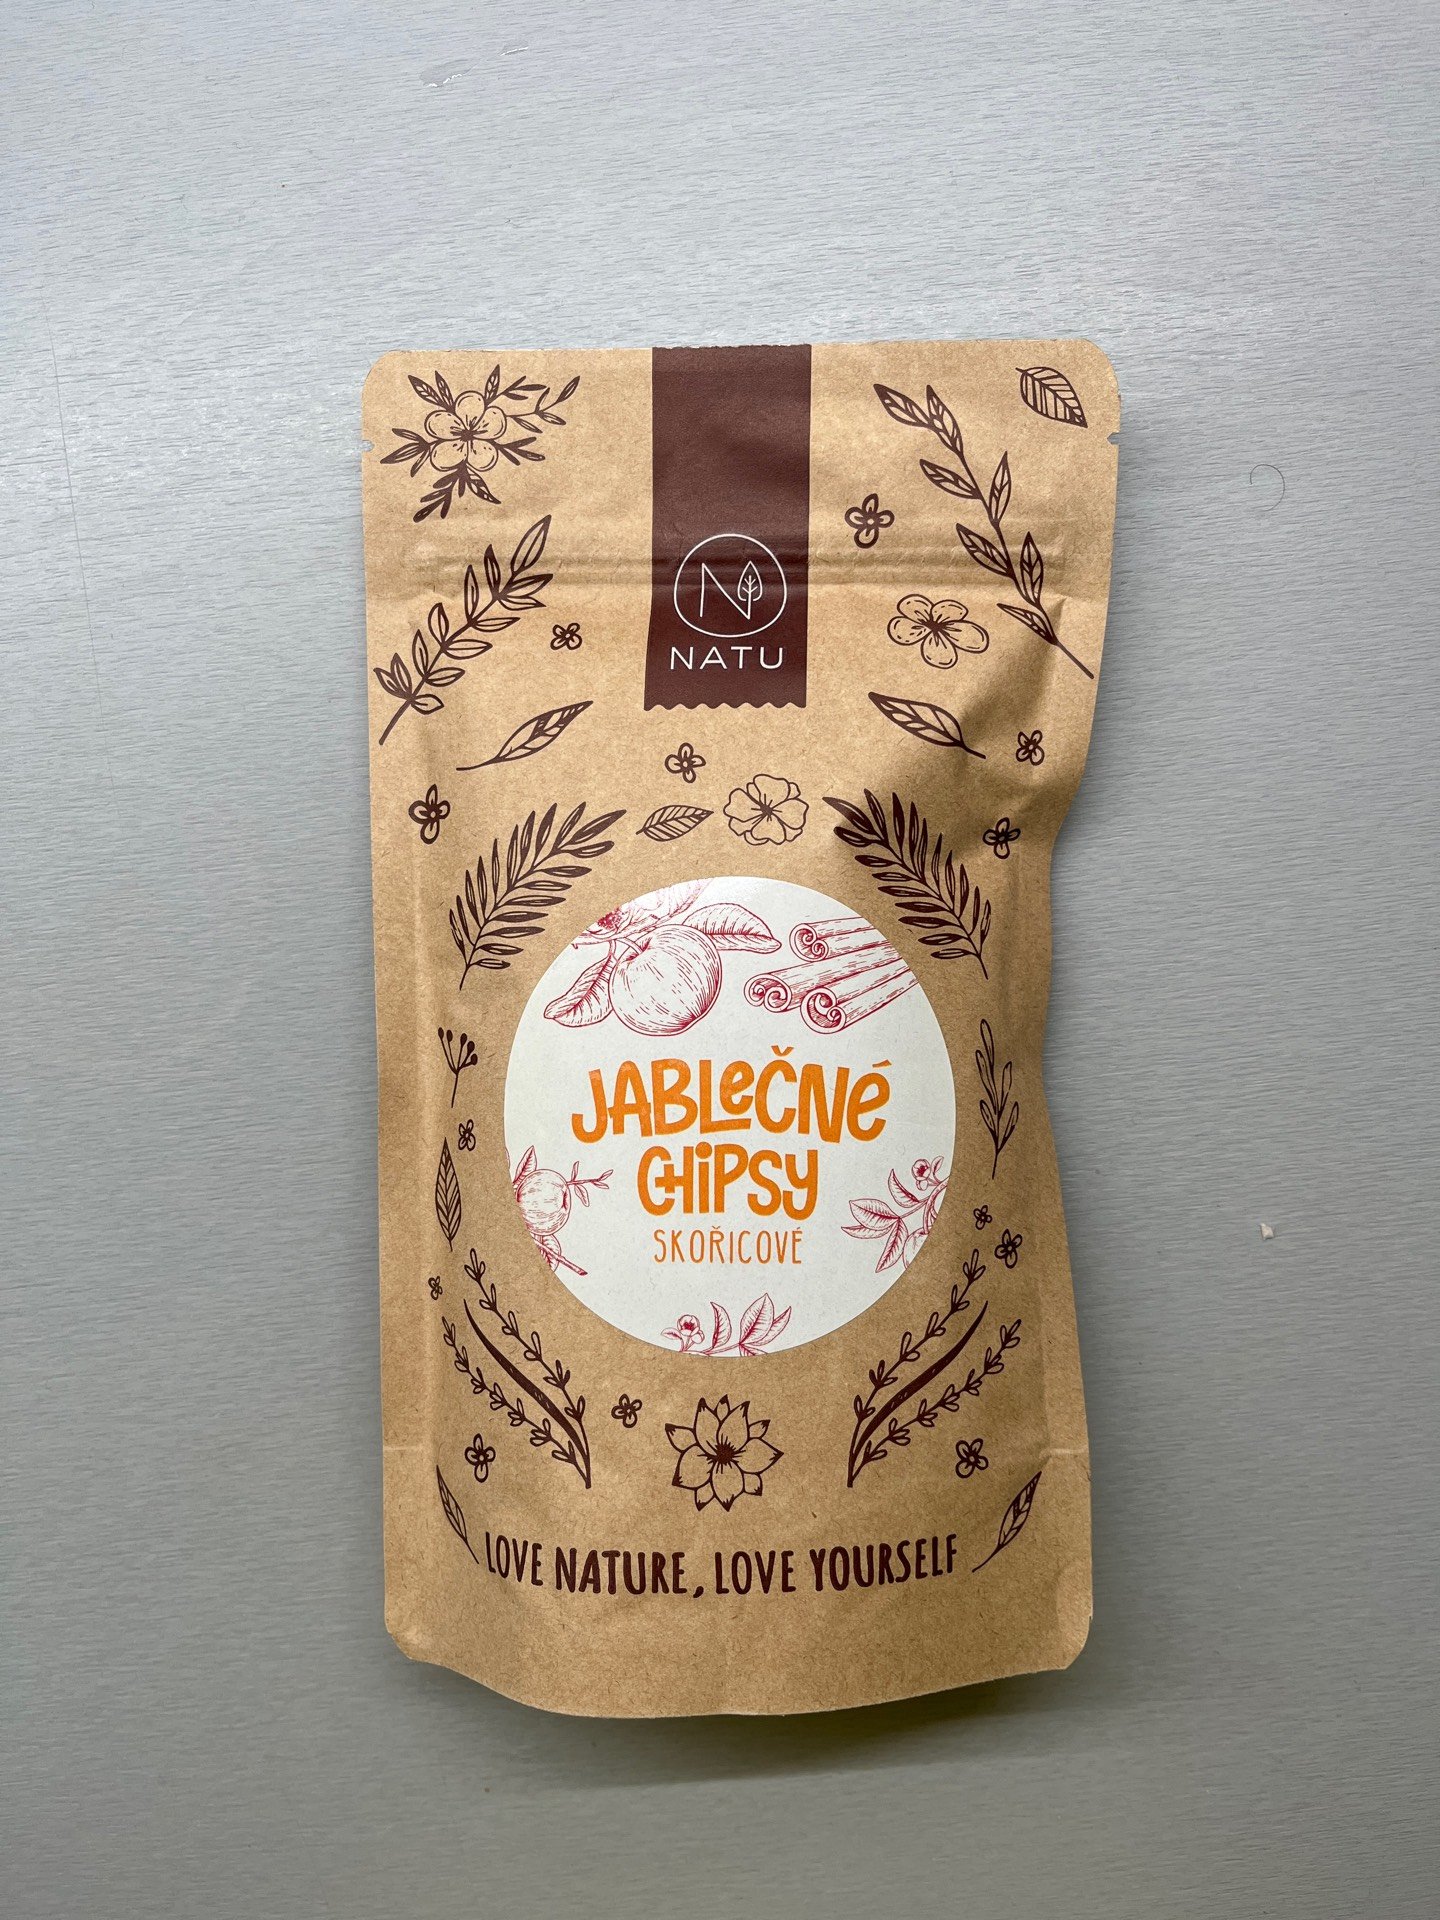 NATU
JABLEČNÉ
CHIPSY
SKOŘICOVÉ
LOVE NATURE, LOVE YOURSELF